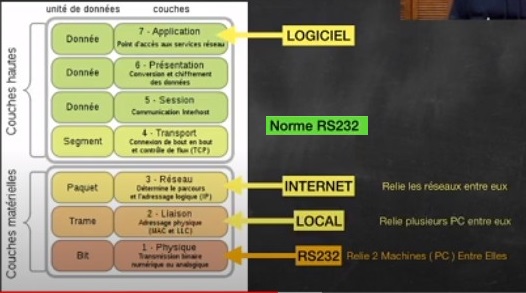 unité de données
couches
Couches hautes
Donnée
7 - Application
Point d'accès aux services réseau
LOGICIEL
Donnée
6 - Présentation
Conversion et chiffrement
des données
Donnée
5 - Session
Communication Interhost
Norme RS232
Segment
4 - Transport
Connexion de bout en bout
et contrôle de flux (TCP)
Couches matérielles
Paquet
3 - Réseau
Détermine le parcours
et l'adressage logique (IP)
INTERNET
Relie les réseaux entre eux
Trame
2 - Liaison
Adressage physique
(MAC et LLC)
LOCAL
Relie plusieurs PC entre eux
Bit
1 - Physique
Transmission binaire
numérique ou analogique
RS232
Relie 2 Machines ( PC ) Entre Elles